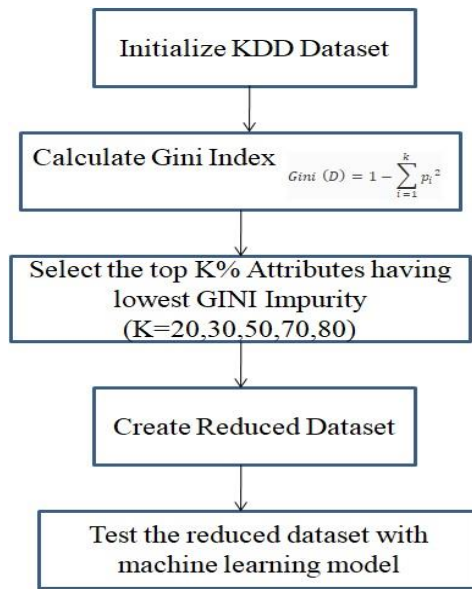 Initialize KDD Dataset
Calculate Gini Index Gini (D) = 1 − ∑_{i=1}^{k} p_i²
Select the top K% Attributes having
lowest GINI Impurity
(K=20,30,50,70,80)
Create Reduced Dataset
Test the reduced dataset with
machine learning model